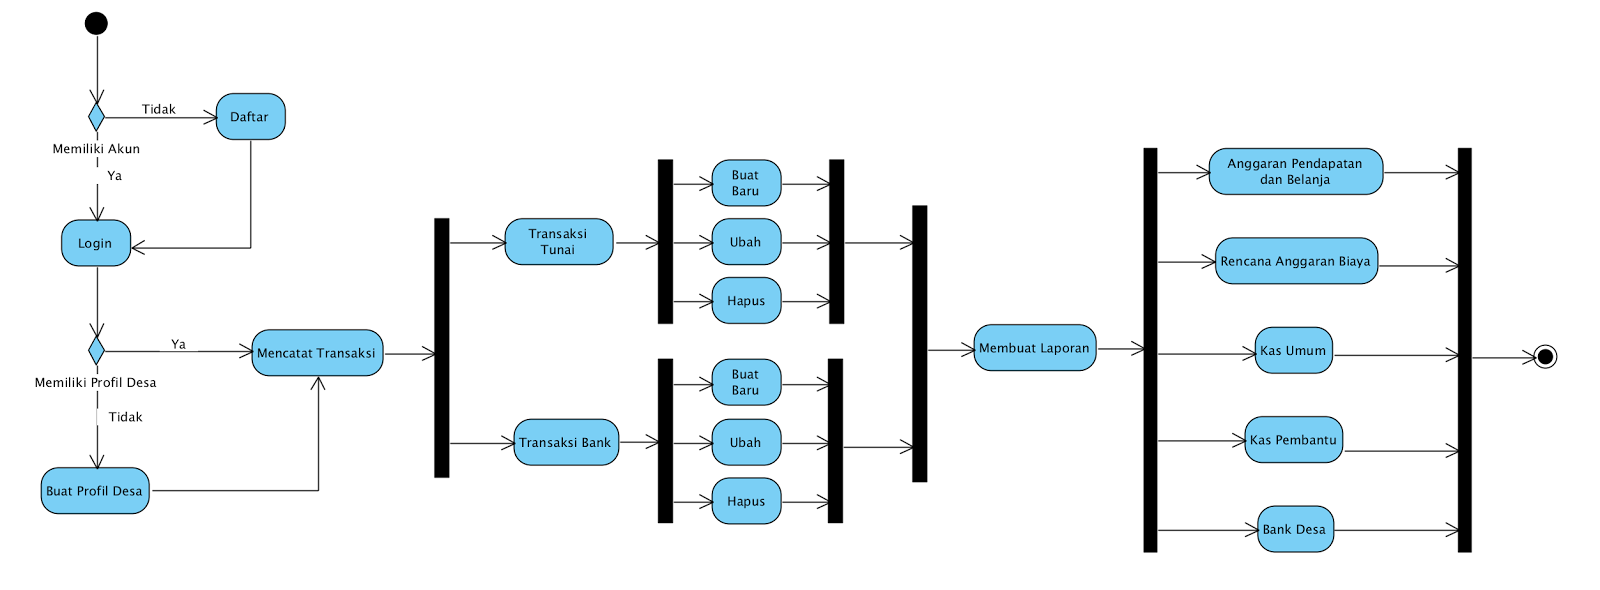 Tidak
Daftar
Memiliki Akun
Ya
Login
Ya
Memiliki Profil Desa
Tidak
Buat Profil Desa
Mencatat Transaksi
Transaksi
Tunai
Buat
Baru
Ubah
Hapus
Transaksi Bank
Buat
Baru
Ubah
Hapus
Membuat Laporan
Anggaran Pendapatan
dan Belanja
Rencana Anggaran Biaya
Kas Umum
Kas Pembantu
Bank Desa